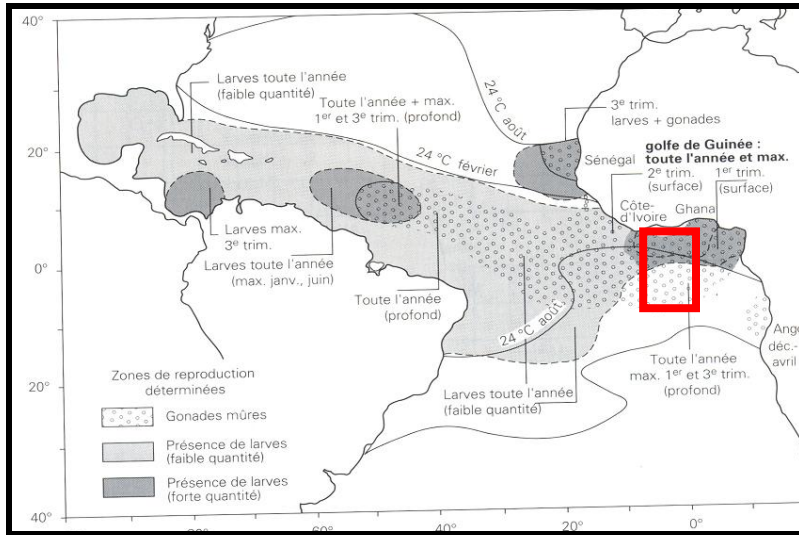 40°
Larves toute l'année
(faible quantité)
Toute l'année + max.
1er et 3e trim. (profond)
24 °C août
3e trim.
larves + gonades
20°
24 °C février
Sénégal
golfe de Guinée :
toute l'année et max.
2e trim.
(surface)
1er trim.
(surface)
Côte-
d'Ivoire
Ghana
Larves max.
3e trim.
Larves toute l'année
(max. janv., juin)
0°
Toute l'année
(profond)
24 °C août
déc.-
avril
Toute l'année
max. 1er et 3e trim.
(profond)
Larves toute l'année
(faible quantité)
20°
Zones de reproduction
déterminées
Gonades mûres
Présence de larves
(faible quantité)
Présence de larves
(forte quantité)
40°
40°
20°
0°